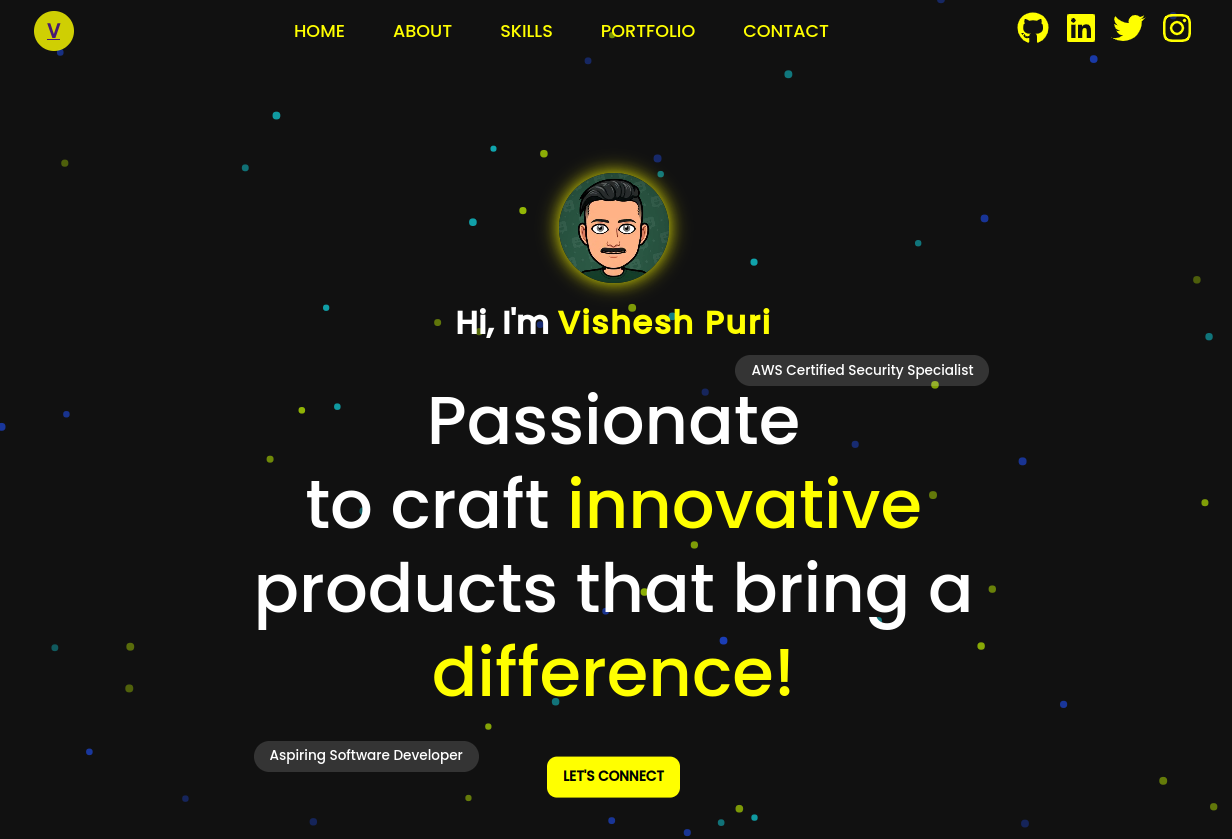 V
HOME
ABOUT
SKILLS
PORTFOLIO
CONTACT
Hi, I'm Vishesh Puri
AWS Certified Security Specialist
Passionate
to craft innovative
products that bring a
difference!
Aspiring Software Developer
LET'S CONNECT